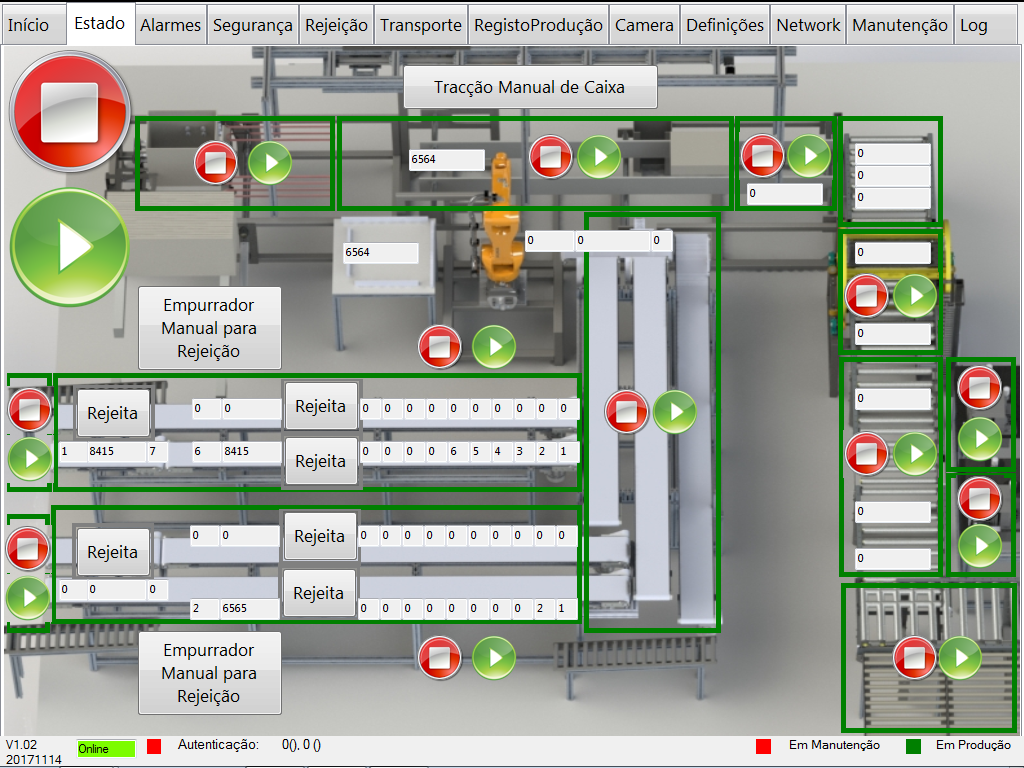 Início Estado Alarmes Segurança Rejeição Transporte RegistoProdução Camera Definições Network Manutenção Log
Tracção Manual de Caixa
6564
0
0
0
0
6564
0 0 0
0
0
Empurrador
Manual para
Rejeição
0
Rejeita
0 0
Rejeita
0 0 0 0 0 0 0 0 0 0
1 8415 7
6 8415
Rejeita
0 0 0 0 6 5 4 3 2 1
0
0
Rejeita
0 0
Rejeita
0 0 0 0 0 0 0 0 0 0
0 0 0
2 6565
Rejeita
0 0 0 0 0 0 0 0 2 1
Empurrador
Manual para
Rejeição
V1.02
20171114
Online
Autenticação: 0(), 0 ()
Em Manutenção
Em Produção